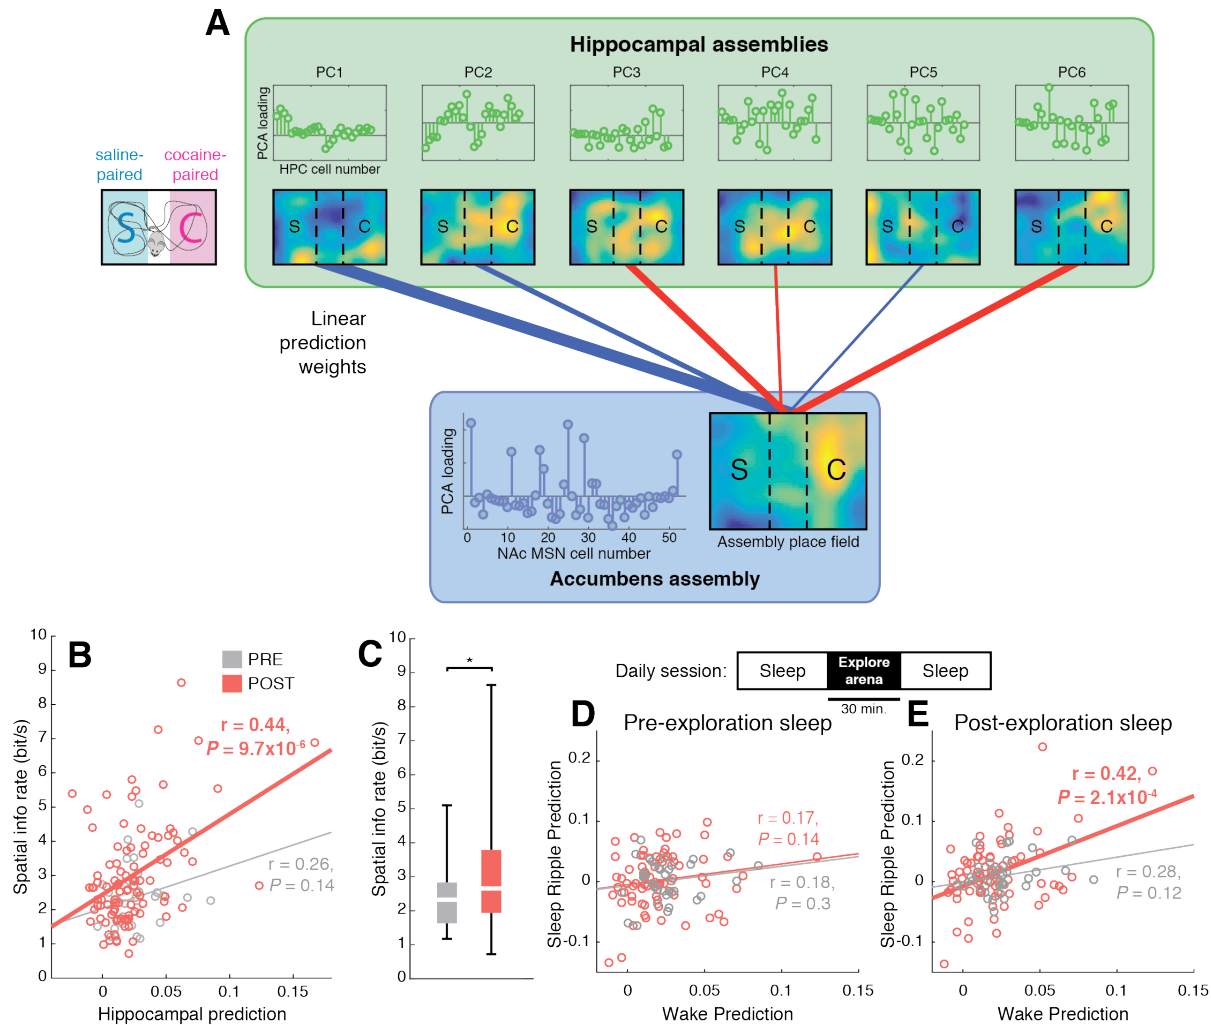 A
Hippocampal assemblies
PC1 PC2 PC3 PC4 PC5 PC6
PCA loading
HPC cell number
saline-
paired
cocaine-
paired
S C
S C S C S C S C S C S C
Linear
prediction
weights
PCA loading
0 10 20 30 40 50
NAc MSN cell number
S C
Assembly place field
Accumbens assembly
B
Spatial info rate (bit/s)
10
9
8
7
6
5
4
3
2
1
0
PRE
POST
r = 0.44,
P = 9.7x10-6
r = 0.26,
P = 0.14
0 0.05 0.1 0.15
Hippocampal prediction
C
Spatial info rate (bit/s)
10
9
8
7
6
5
4
3
2
1
0
*
Daily session:
Sleep
Explore
arena
Sleep
30 min.
D
Pre-exploration sleep
Sleep Ripple Prediction
0.2
0.1
0
-0.1
r = 0.17,
P = 0.14
r = 0.18,
P = 0.3
0 0.05 0.1 0.15
Wake Prediction
E
Post-exploration sleep
Sleep Ripple Prediction
0.2
0.1
0
-0.1
r = 0.42,
P = 2.1x10-4
r = 0.28,
P = 0.12
0 0.05 0.1 0.15
Wake Prediction